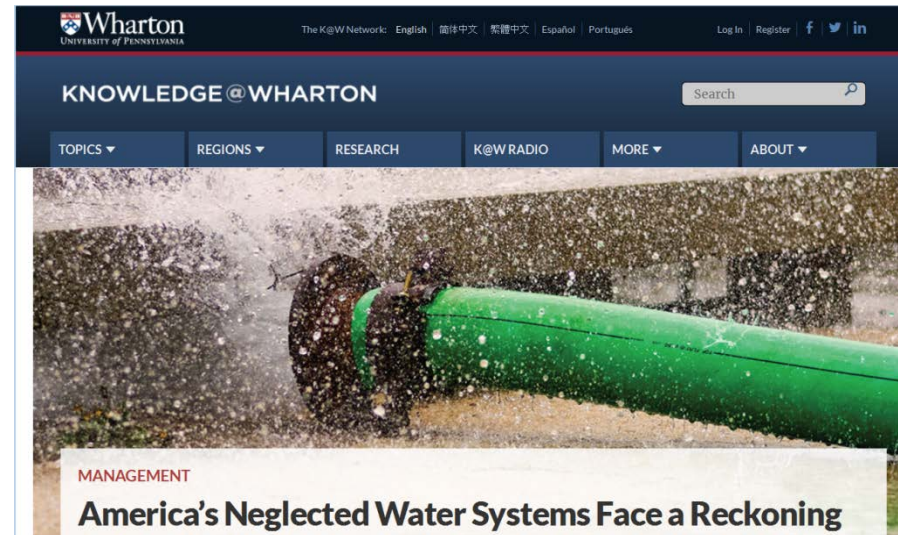 Wharton
UNIVERSITY of PENNSYLVANIA
The K@W Network: English 简体中文 繁體中文 Español Português
Log In Register f in
KNOWLEDGE@WHARTON
Search
TOPICS ▼ REGIONS ▼ RESEARCH K@W RADIO MORE ▼ ABOUT ▼
MANAGEMENT
America's Neglected Water Systems Face a Reckoning